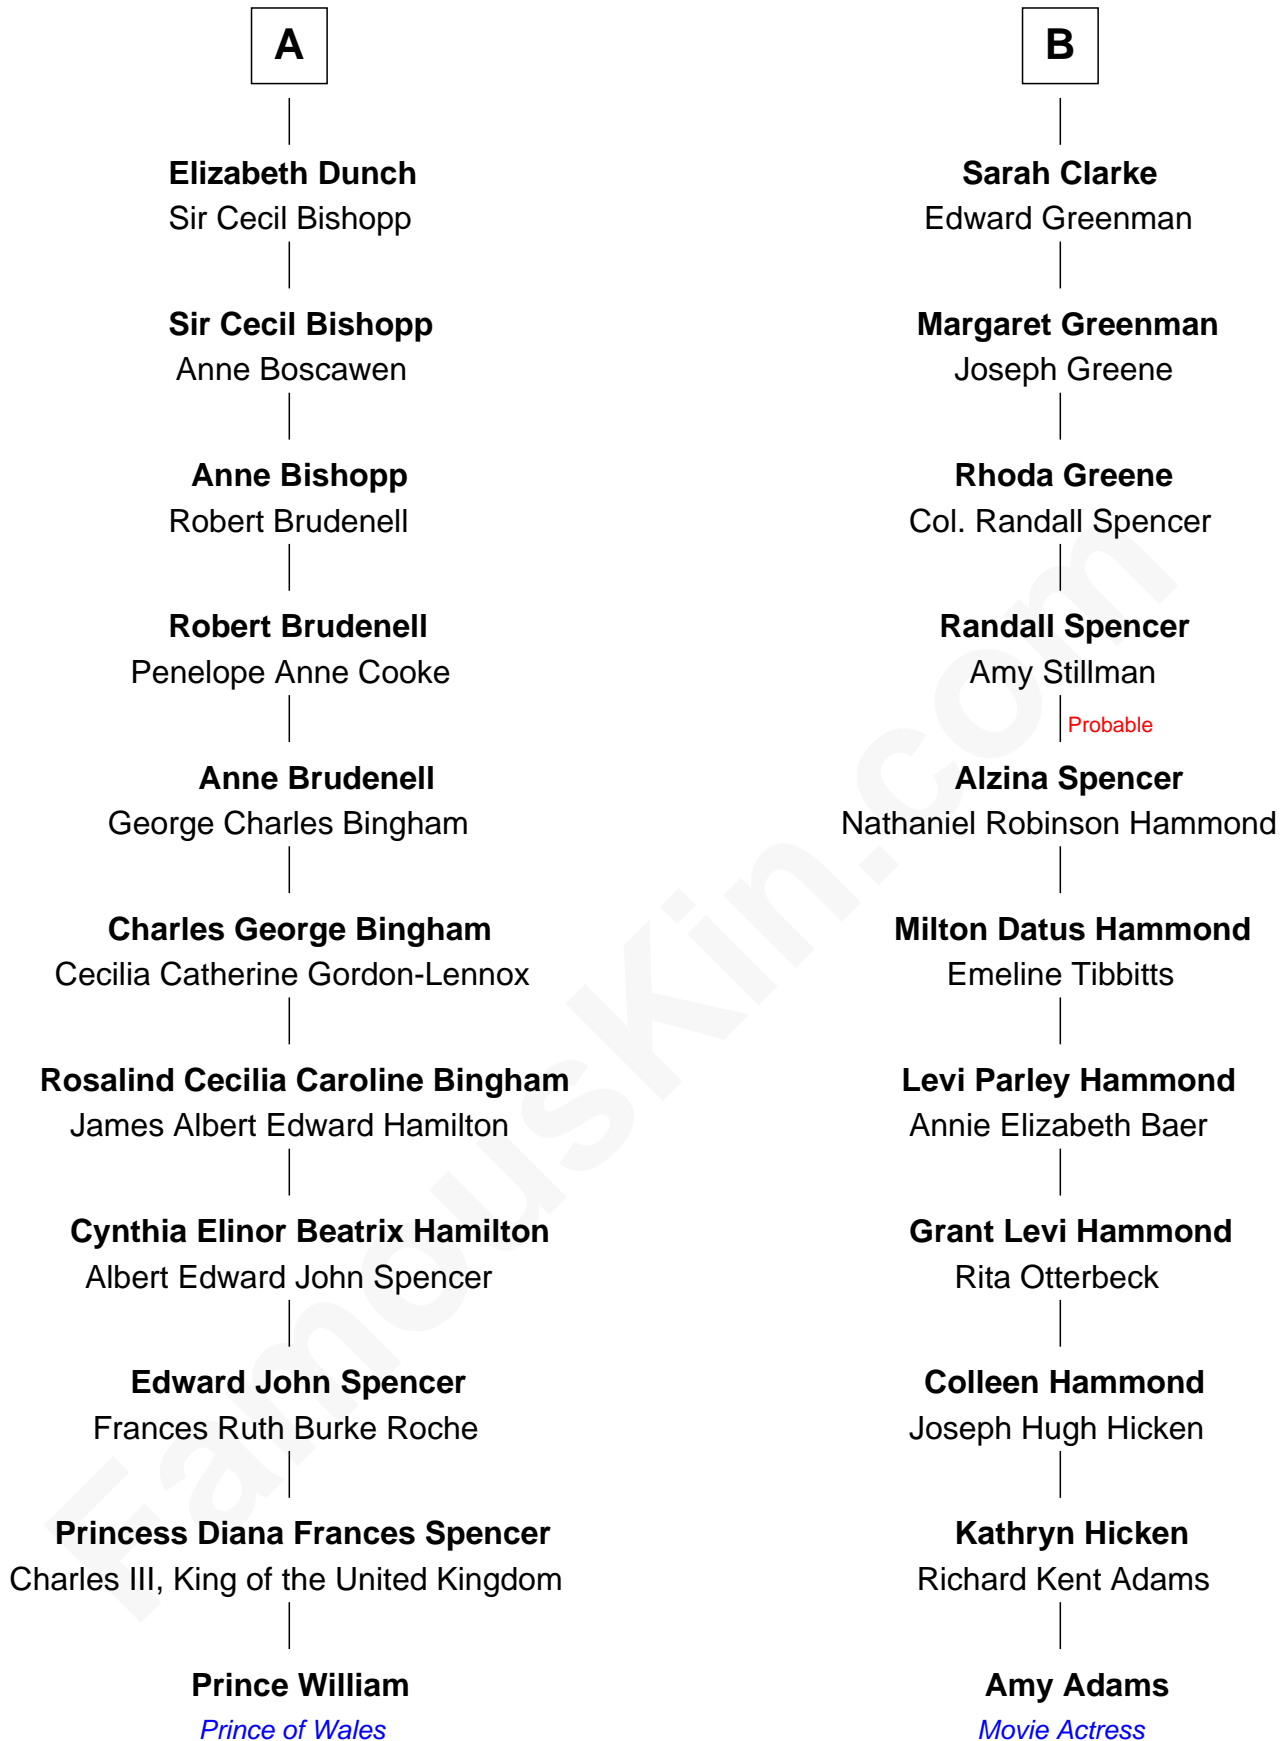 A
Elizabeth Dunch
Sir Cecil Bishopp
Sir Cecil Bishopp
Anne Boscawen
Anne Bishopp
Robert Brudenell
Robert Brudenell
Penelope Anne Cooke
Anne Brudenell
George Charles Bingham
Charles George Bingham
Cecilia Catherine Gordon-Lennox
Rosalind Cecilia Caroline Bingham
James Albert Edward Hamilton
Cynthia Elinor Beatrix Hamilton
Albert Edward John Spencer
Edward John Spencer
Frances Ruth Burke Roche
Princess Diana Frances Spencer
Charles III, King of the United Kingdom
Prince William
Prince of Wales
B
Sarah Clarke
Edward Greenman
Margaret Greenman
Joseph Greene
Rhoda Greene
Col. Randall Spencer
Randall Spencer
Amy Stillman
Probable
Alzina Spencer
Nathaniel Robinson Hammond
Milton Datus Hammond
Emeline Tibbitts
Levi Parley Hammond
Annie Elizabeth Baer
Grant Levi Hammond
Rita Otterbeck
Colleen Hammond
Joseph Hugh Hicken
Kathryn Hicken
Richard Kent Adams
Amy Adams
Movie Actress
FamousKin.com